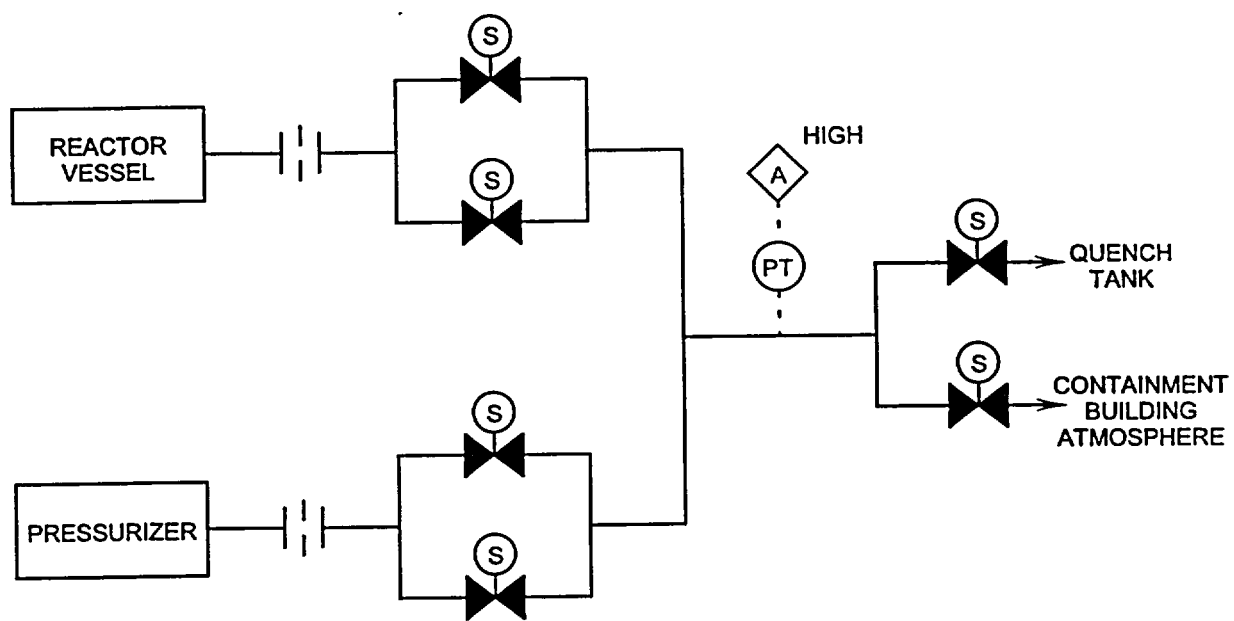 S
REACTOR
VESSEL
S
HIGH
A
PT
S
QUENCH
TANK
S
CONTAINMENT
BUILDING
ATMOSPHERE
S
PRESSURIZER
S